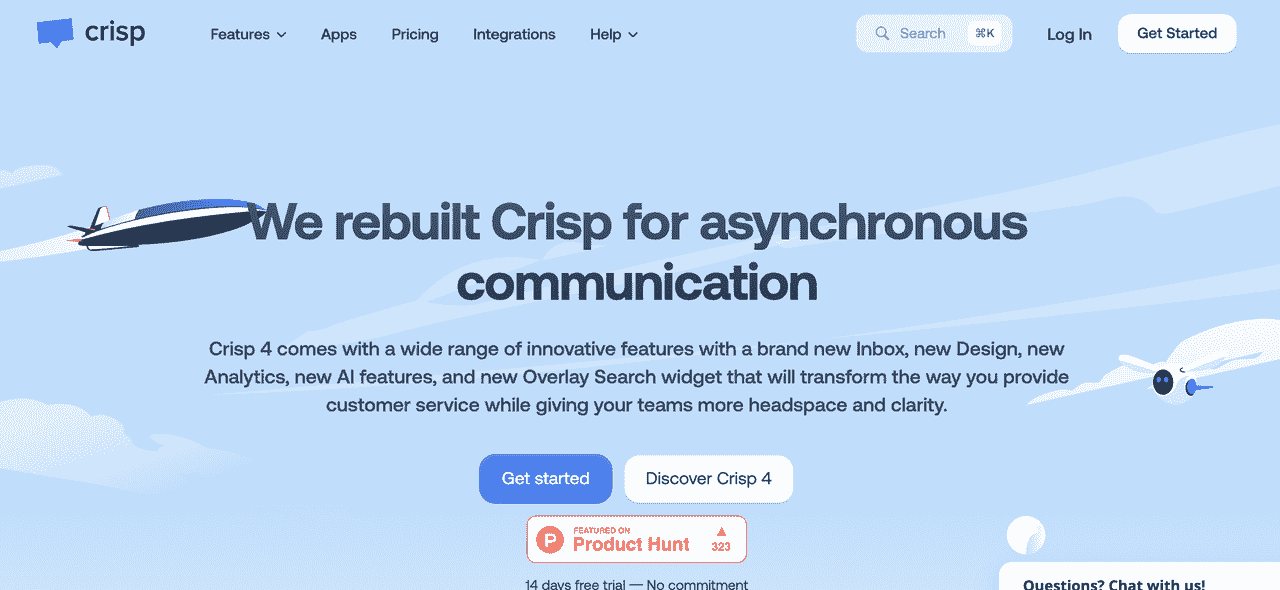 crisp
Features
Apps
Pricing
Integrations
Help
Search
⌘K
Log In
Get Started
We rebuilt Crisp for asynchronous
communication
Crisp 4 comes with a wide range of innovative features with a brand new Inbox, new Design, new
Analytics, new AI features, and new Overlay Search widget that will transform the way you provide
customer service while giving your teams more headspace and clarity.
Get started
Discover Crisp 4
P
FEATURED ON
Product Hunt
▲
323
14 days free trial — No commitment
Questions? Chat with us!